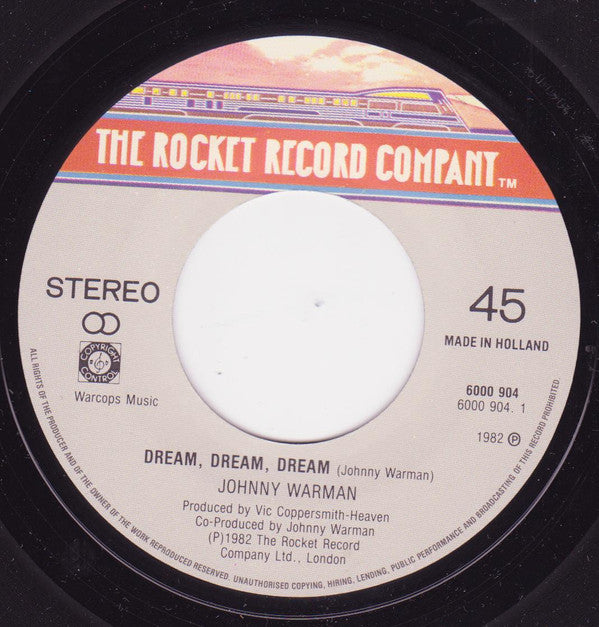 THE ROCKET RECORD COMPANY™
STEREO
45
MADE IN HOLLAND
COPYRIGHT
CONTROL
Warcops Music
6000 904
6000 904. 1
1982 Ⓟ
DREAM, DREAM, DREAM (Johnny Warman)
JOHNNY WARMAN
Produced by Vic Coppersmith-Heaven
Co-Produced by Johnny Warman
(P)1982 The Rocket Record
Company Ltd., London
ALL RIGHTS OF THE PRODUCER AND OF THE OWNER OF THE WORK REPRODUCED RESERVED. UNAUTHORISED COPYING, HIRING, LENDING, PUBLIC PERFORMANCE AND BROADCASTING OF THIS RECORD PROHIBITED